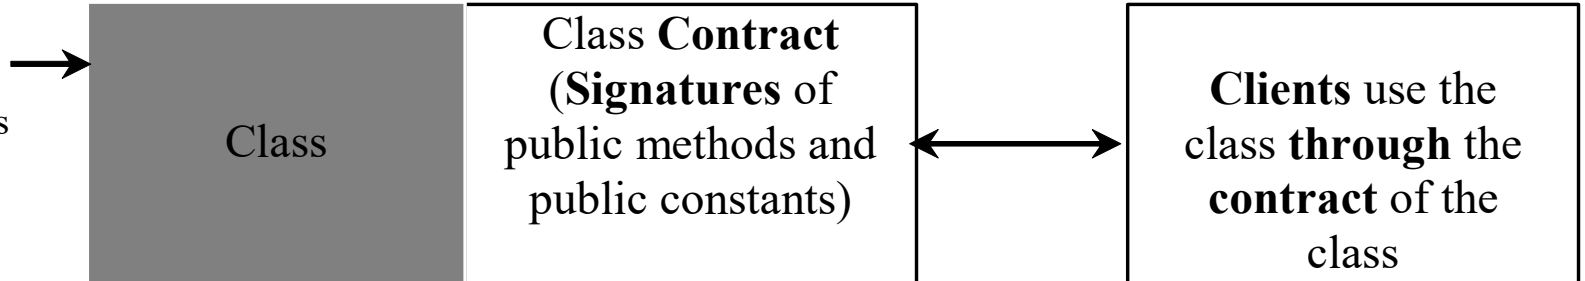 Class Contract
(Signatures of
public methods and
public constants)
Class
Clients use the
class through the
contract of the
class